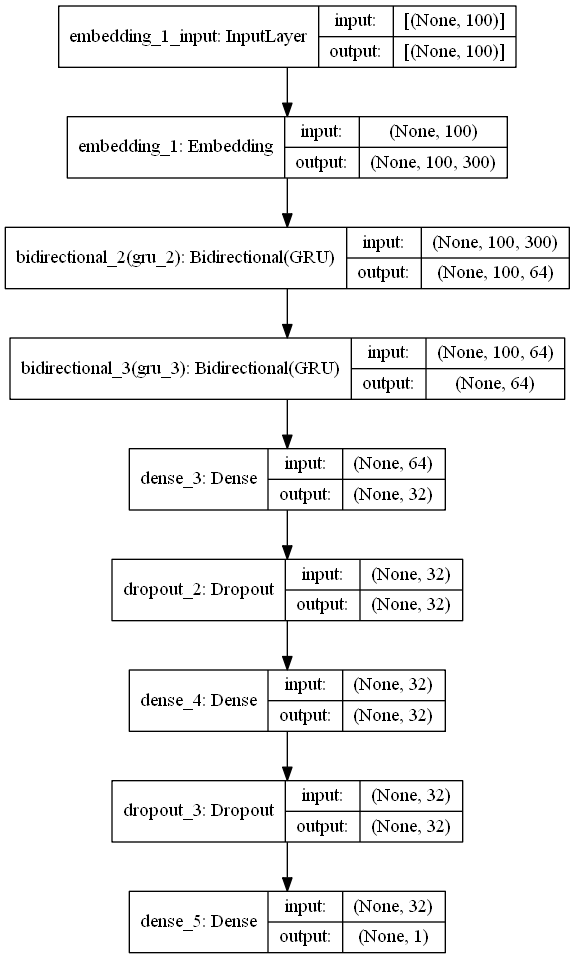 embedding_1_input: InputLayer
input: [(None, 100)]
output: [(None, 100)]
embedding_1: Embedding
input: (None, 100)
output: (None, 100, 300)
bidirectional_2(gru_2): Bidirectional(GRU)
input: (None, 100, 300)
output: (None, 100, 64)
bidirectional_3(gru_3): Bidirectional(GRU)
input: (None, 100, 64)
output: (None, 64)
dense_3: Dense
input: (None, 64)
output: (None, 32)
dropout_2: Dropout
input: (None, 32)
output: (None, 32)
dense_4: Dense
input: (None, 32)
output: (None, 32)
dropout_3: Dropout
input: (None, 32)
output: (None, 32)
dense_5: Dense
input: (None, 32)
output: (None, 1)